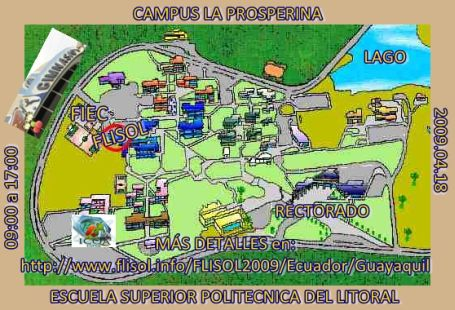 CAMPUS LA PROSPERINA
LAGO
FIEC
FLISOL
09:00 a 17:00
2009.04.18
RECTORADO
MÁS DETALLES en:
http://www.flisol.info/FLISOL2009/Ecuador/Guayaquil
ESCUELA SUPERIOR POLITECNICA DEL LITORAL